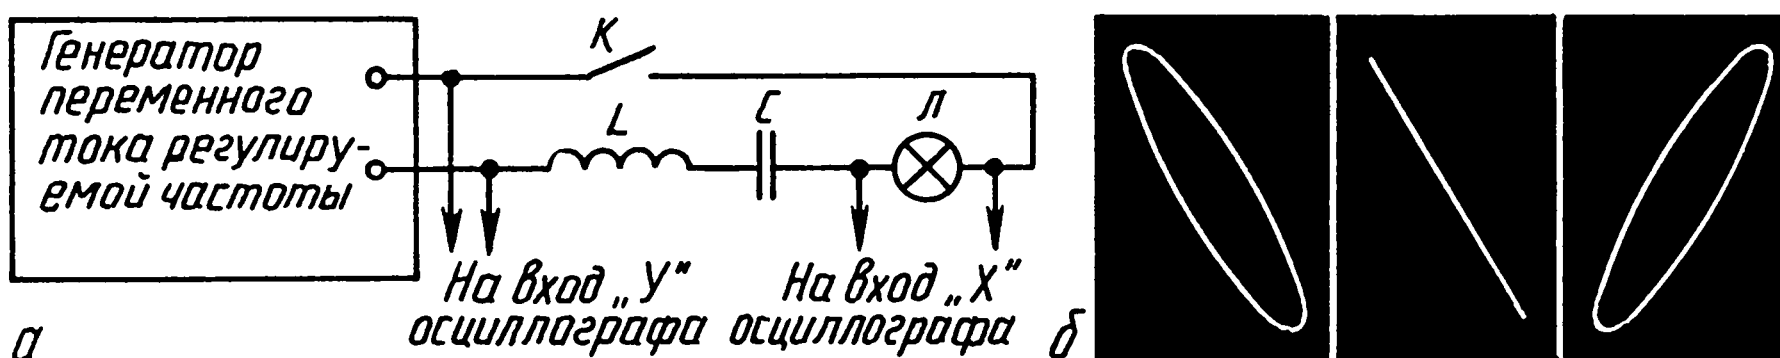 Генератор
переменного
тока регулиру-
емой частоты
К
L
C
Л
На вход „У”
осциллографа
На вход „Х”
осциллографа
а
б